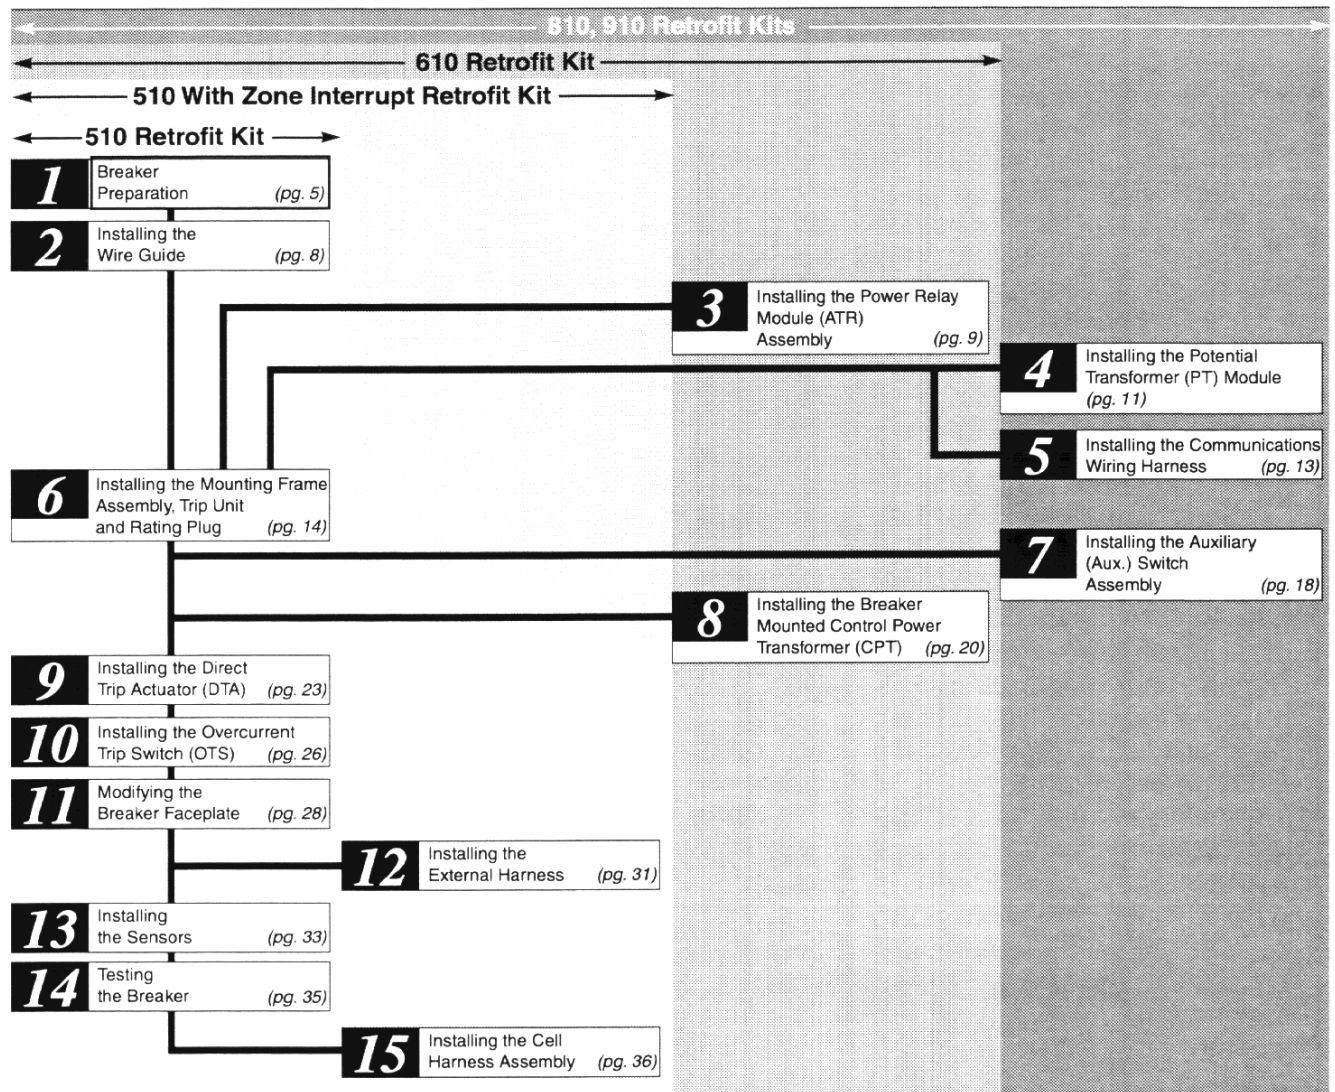 810, 910 Retrofit Kits
610 Retrofit Kit
510 With Zone Interrupt Retrofit Kit
510 Retrofit Kit
1
Breaker
Preparation (pg. 5)
2
Installing the
Wire Guide (pg. 8)
3
Installing the Power Relay
Module (ATR)
Assembly (pg. 9)
4
Installing the Potential
Transformer (PT) Module
(pg. 11)
5
Installing the Communications
Wiring Harness (pg. 13)
6
Installing the Mounting Frame
Assembly, Trip Unit
and Rating Plug (pg. 14)
7
Installing the Auxiliary
(Aux.) Switch
Assembly (pg. 18)
8
Installing the Breaker
Mounted Control Power
Transformer (CPT) (pg. 20)
9
Installing the Direct
Trip Actuator (DTA) (pg. 23)
10
Installing the Overcurrent
Trip Switch (OTS) (pg. 26)
11
Modifying the
Breaker Faceplate (pg. 28)
12
Installing the
External Harness (pg. 31)
13
Installing
the Sensors (pg. 33)
14
Testing
the Breaker (pg. 35)
15
Installing the Cell
Harness Assembly (pg. 36)